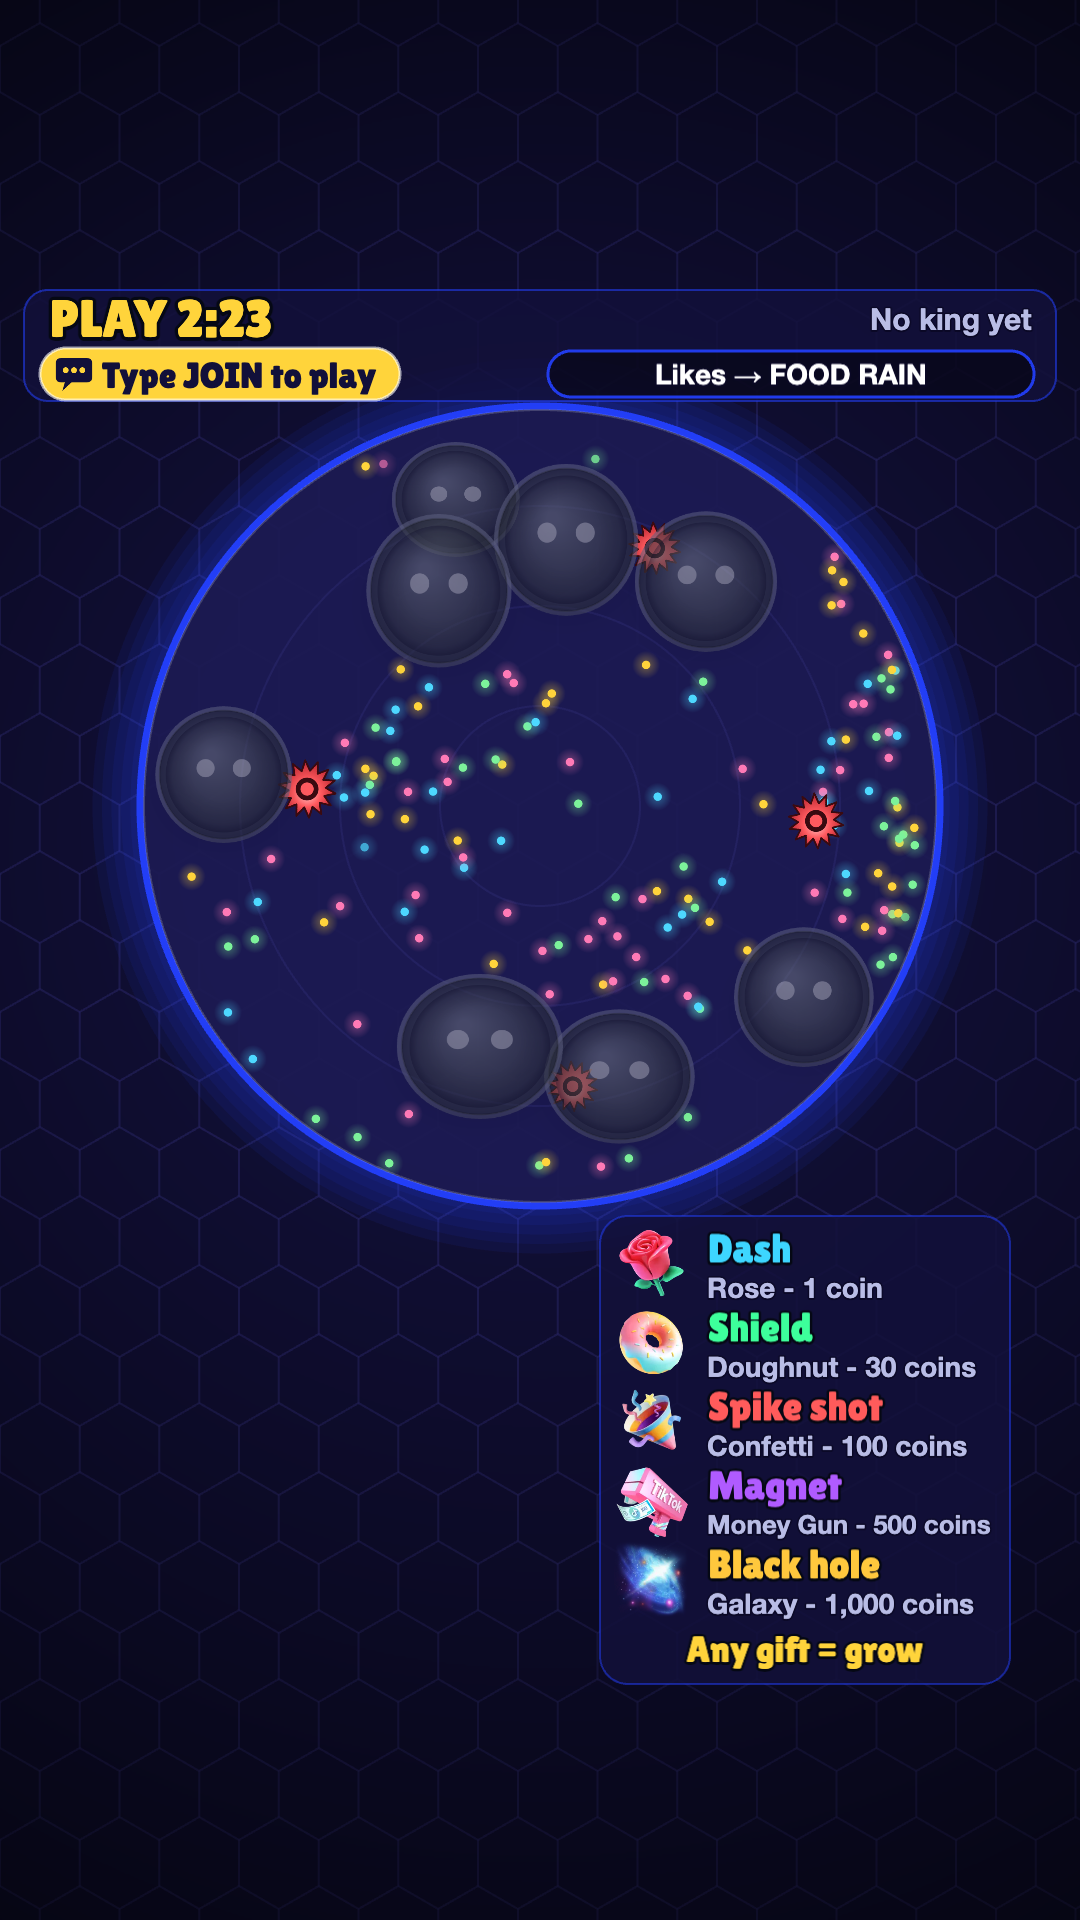 PLAY 2:23
No king yet
Type JOIN to play
Likes → FOOD RAIN
Dash
Rose - 1 coin
Shield
Doughnut - 30 coins
Spike shot
Confetti - 100 coins
TikTok
Magnet
Money Gun - 500 coins
Black hole
Galaxy - 1,000 coins
Any gift = grow